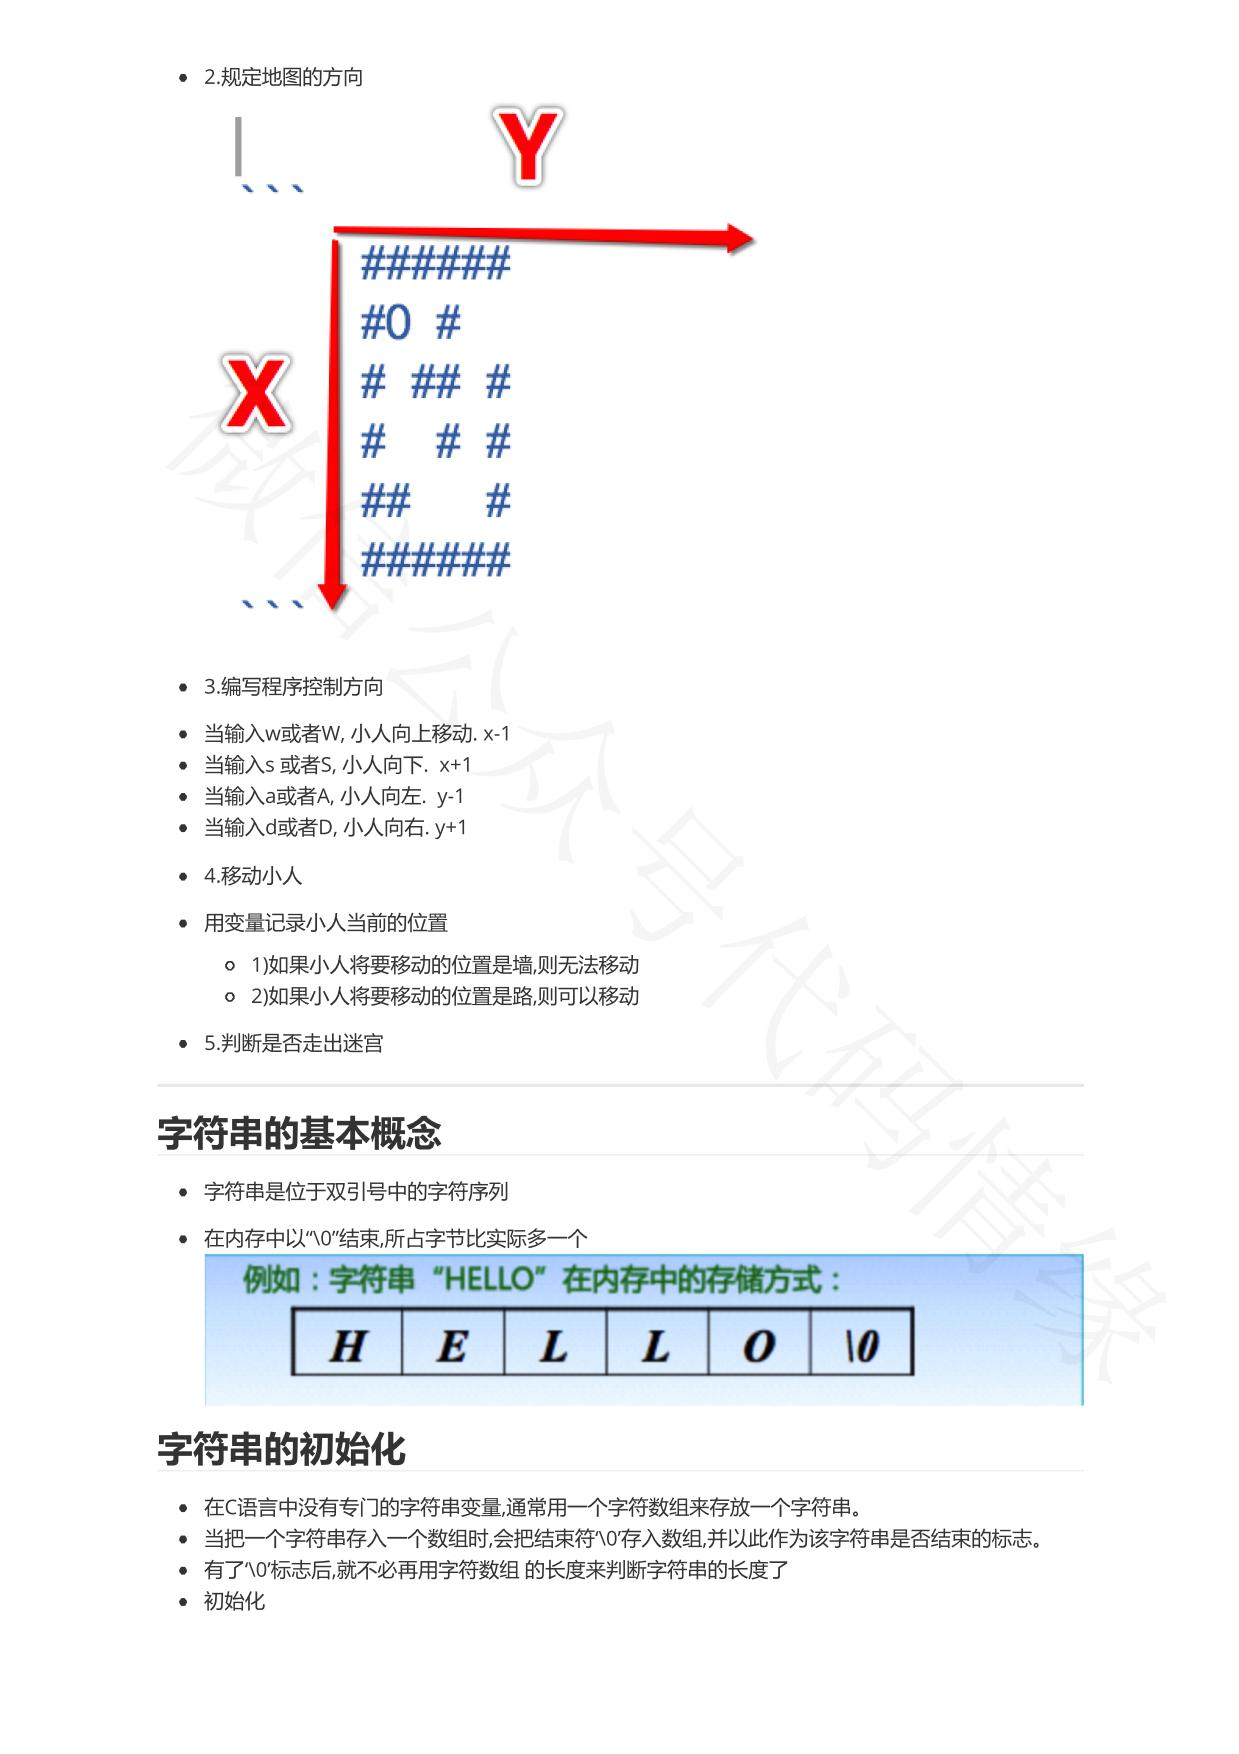 2.规定地图的方向
Y
```
######
#O #
# ## #
X
#  # #
##   #
######
```
3.编写程序控制方向
当输入w或者W, 小人向上移动. x-1
当输入s 或者S, 小人向下.  x+1
当输入a或者A, 小人向左.  y-1
当输入d或者D, 小人向右. y+1
4.移动小人
用变量记录小人当前的位置
1)如果小人将要移动的位置是墙,则无法移动
2)如果小人将要移动的位置是路,则可以移动
5.判断是否走出迷宫
字符串的基本概念
字符串是位于双引号中的字符序列
在内存中以“\0”结束,所占字节比实际多一个
例如：字符串“HELLO”在内存中的存储方式：
H E L L O \0
字符串的初始化
在C语言中没有专门的字符串变量,通常用一个字符数组来存放一个字符串。
当把一个字符串存入一个数组时,会把结束符‘\0’存入数组,并以此作为该字符串是否结束的标志。
有了‘\0’标志后,就不必再用字符数组 的长度来判断字符串的长度了
初始化
微信公众号代码情缘